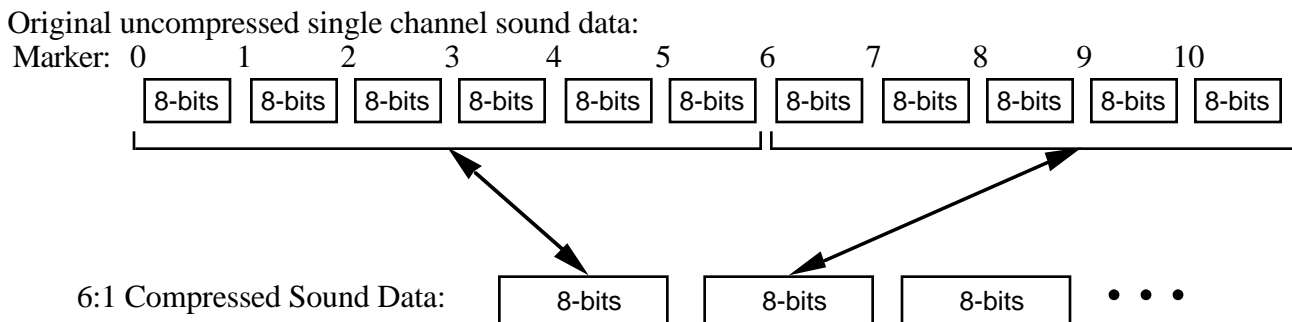 Original uncompressed single channel sound data:
Marker: 0 1 2 3 4 5 6 7 8 9 10
8-bits 8-bits 8-bits 8-bits 8-bits 8-bits 8-bits 8-bits 8-bits 8-bits 8-bits
6:1 Compressed Sound Data: 8-bits 8-bits 8-bits • • •